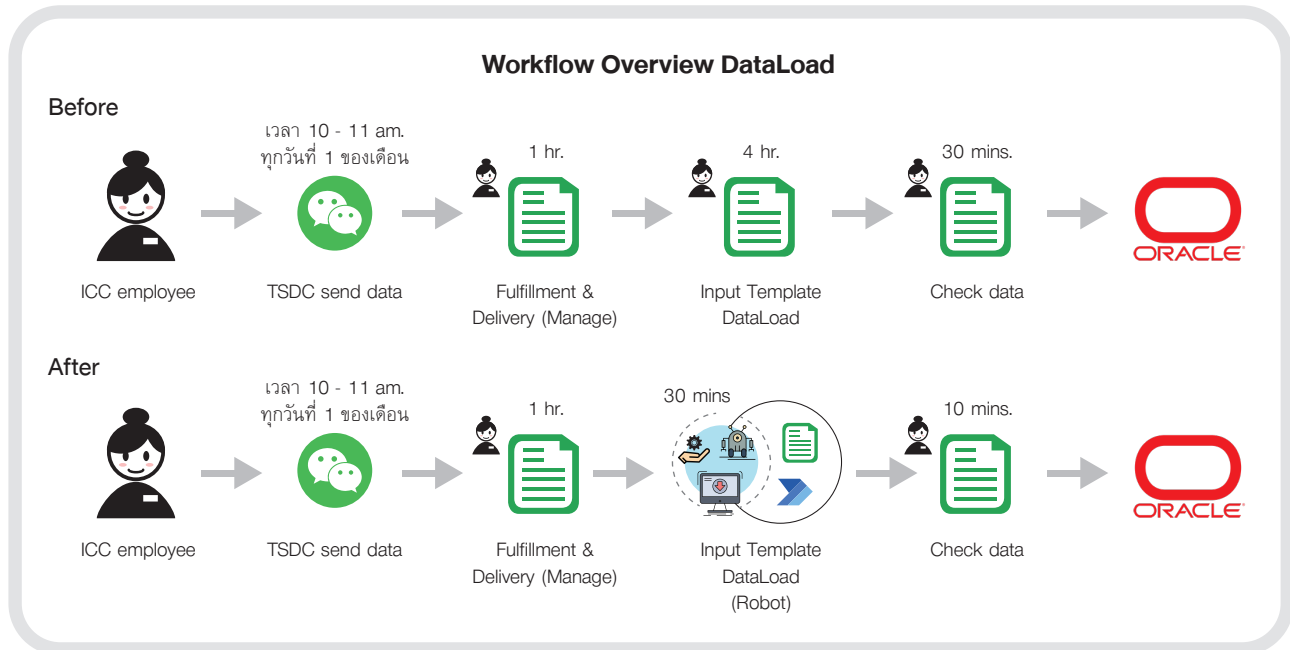 Workflow Overview DataLoad
Before
เวลา 10 - 11 am.
ทุกวันที่ 1 ของเดือน
1 hr.
4 hr.
30 mins.
ORACLE
ICC employee
TSDC send data
Fulfillment &
Delivery (Manage)
Input Template
DataLoad
Check data
After
เวลา 10 - 11 am.
ทุกวันที่ 1 ของเดือน
1 hr.
30 mins
10 mins.
ORACLE
ICC employee
TSDC send data
Fulfillment &
Delivery (Manage)
Input Template
DataLoad
(Robot)
Check data